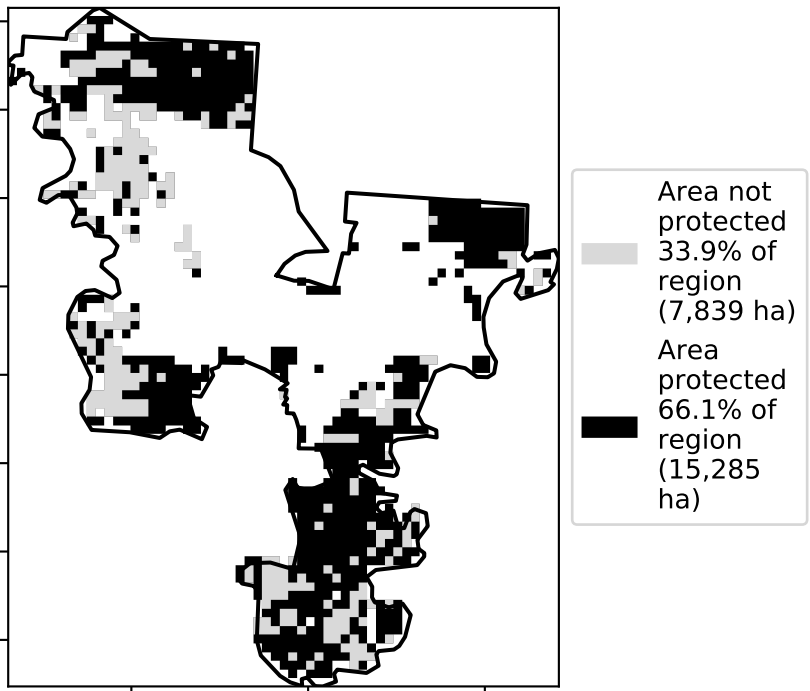 Area not
protected
33.9% of
region
(7,839 ha)
Area
protected
66.1% of
region
(15,285
ha)